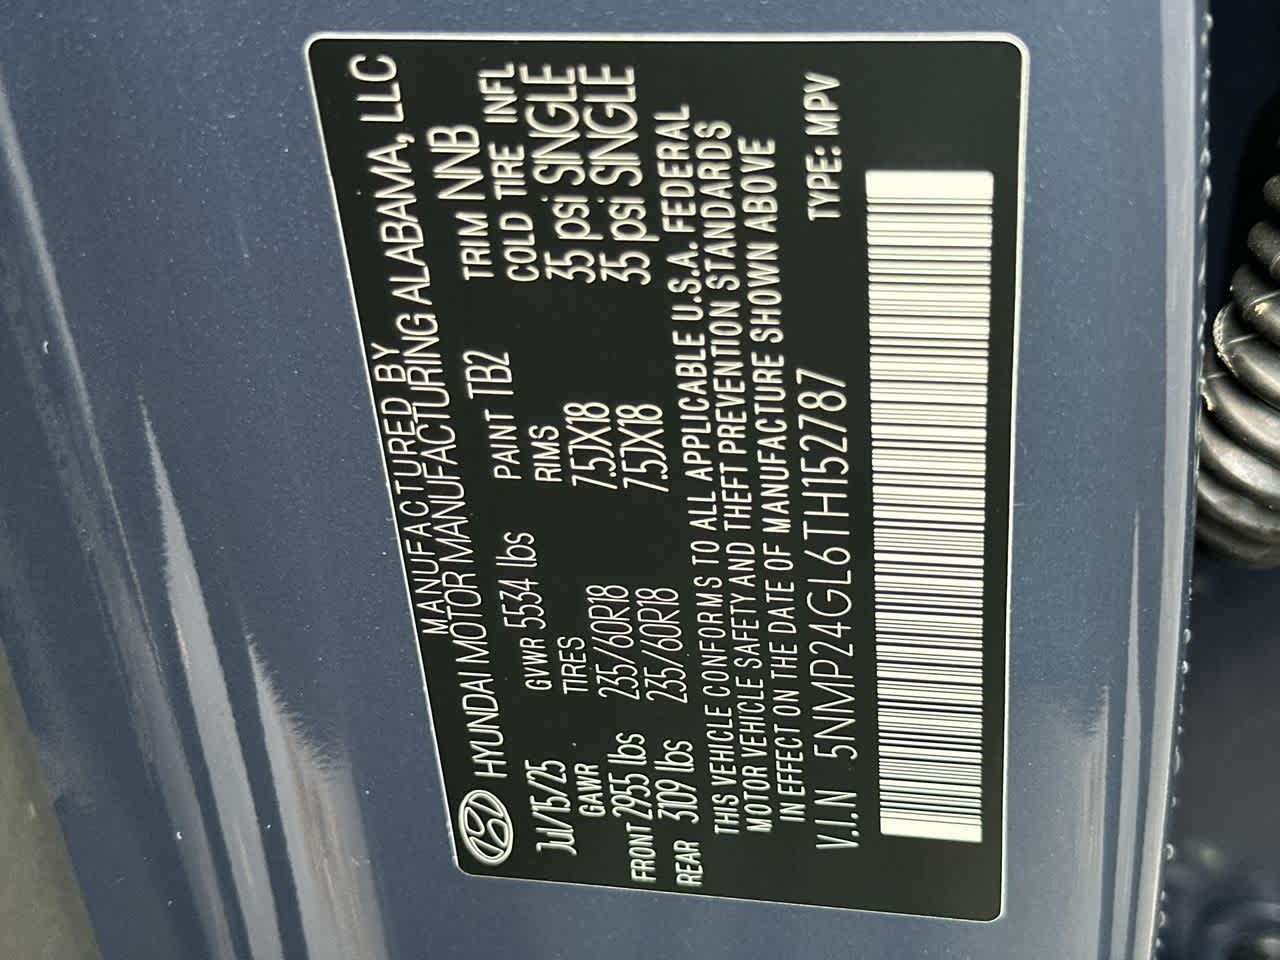 MANUFACTURED BY
HYUNDAI MOTOR MANUFACTURING ALABAMA, LLC
Jul/15/25 GVWR 5534 lbs PAINT TB2 TRIM NNB
GAWR TIRES RIMS COLD TIRE INFL
FRONT 2955 lbs 235/60R18 7.5JX18 35 psi SINGLE
REAR 3109 lbs 235/60R18 7.5JX18 35 psi SINGLE
THIS VEHICLE CONFORMS TO ALL APPLICABLE U.S.A. FEDERAL
MOTOR VEHICLE SAFETY AND THEFT PREVENTION STANDARDS
IN EFFECT ON THE DATE OF MANUFACTURE SHOWN ABOVE
V.I.N 5NMP24GL6TH152787 TYPE: MPV